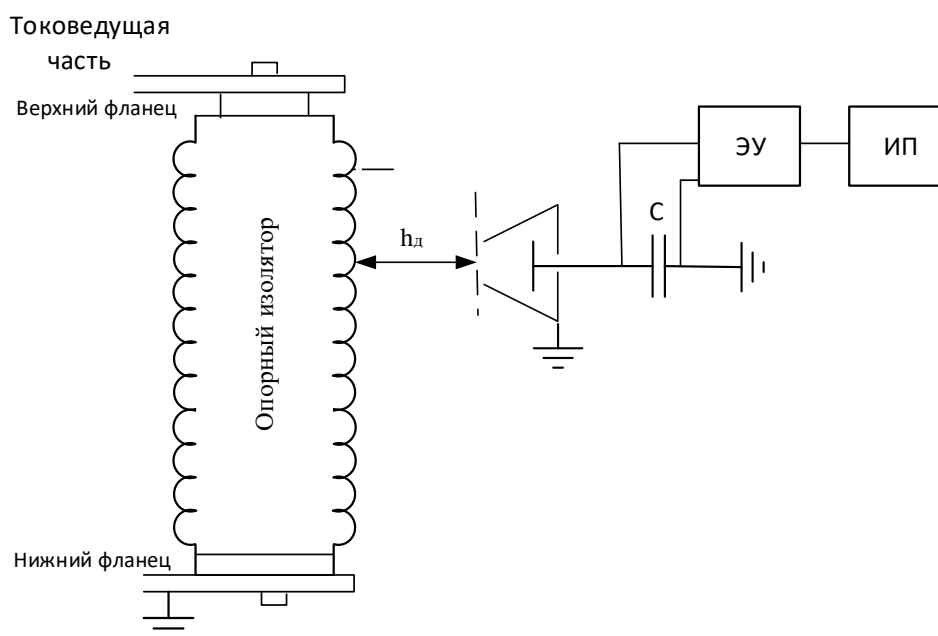 Токоведущая
часть
Верхний фланец
ЭУ
ИП
С
hд
Опорный изолятор
Нижний фланец